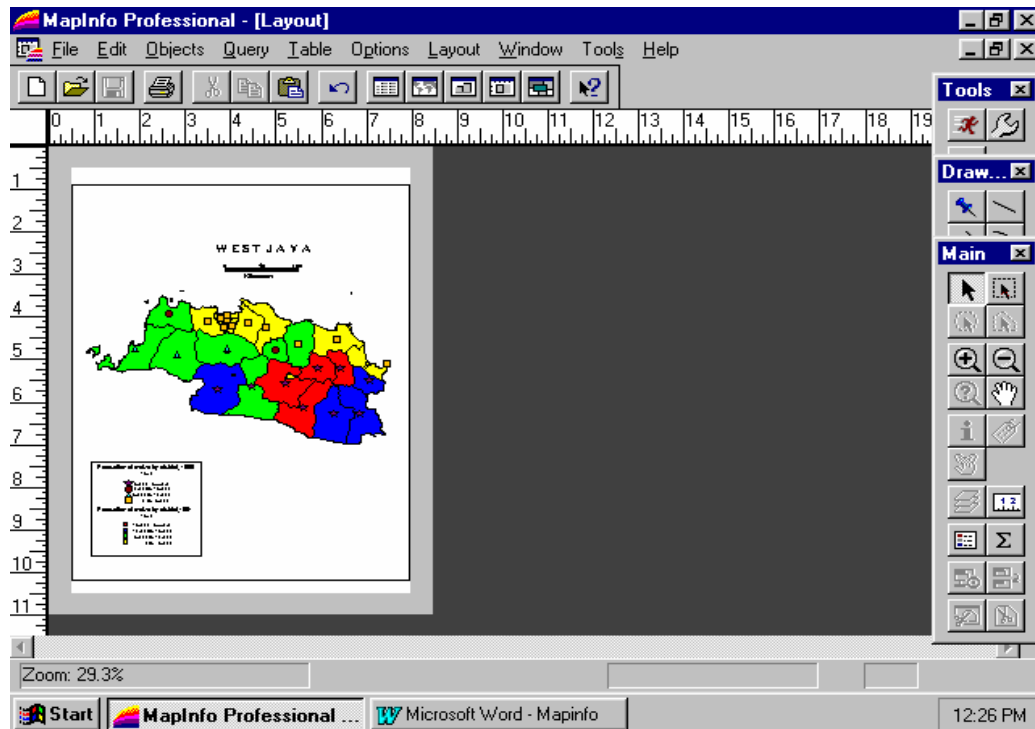 MapInfo Professional - [Layout]
File Edit Objects Query Table Options Layout Window Tools Help
Tools
0 1 2 3 4 5 6 7 8 9 10 11 12 13 14 15 16 17 18 19
Draw...
Main
1
2
3
4
5
6
7
8
9
10
11
WEST JAVA
1 2
Σ
Zoom: 29.3%
Start MapInfo Professional ... Microsoft Word - Mapinfo 12:26 PM